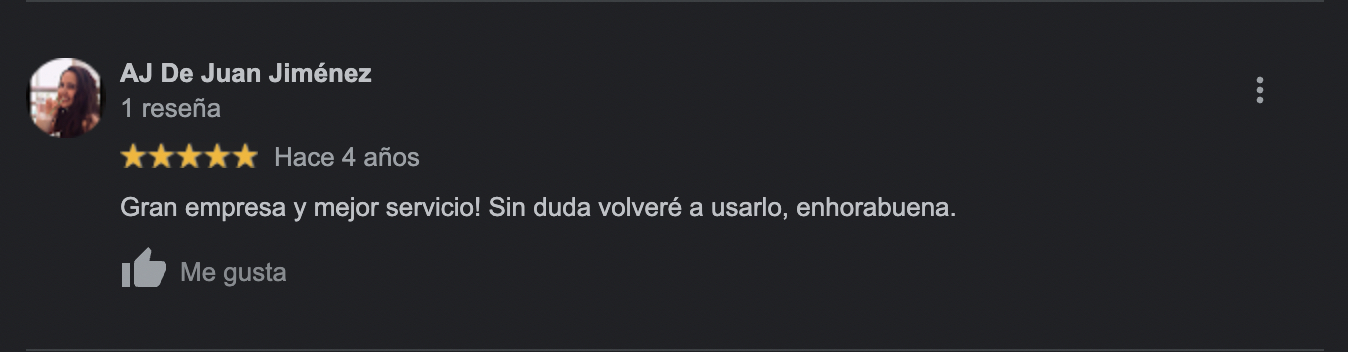 AJ De Juan Jiménez
1 reseña
Hace 4 años
Gran empresa y mejor servicio! Sin duda volveré a usarlo, enhorabuena.
Me gusta